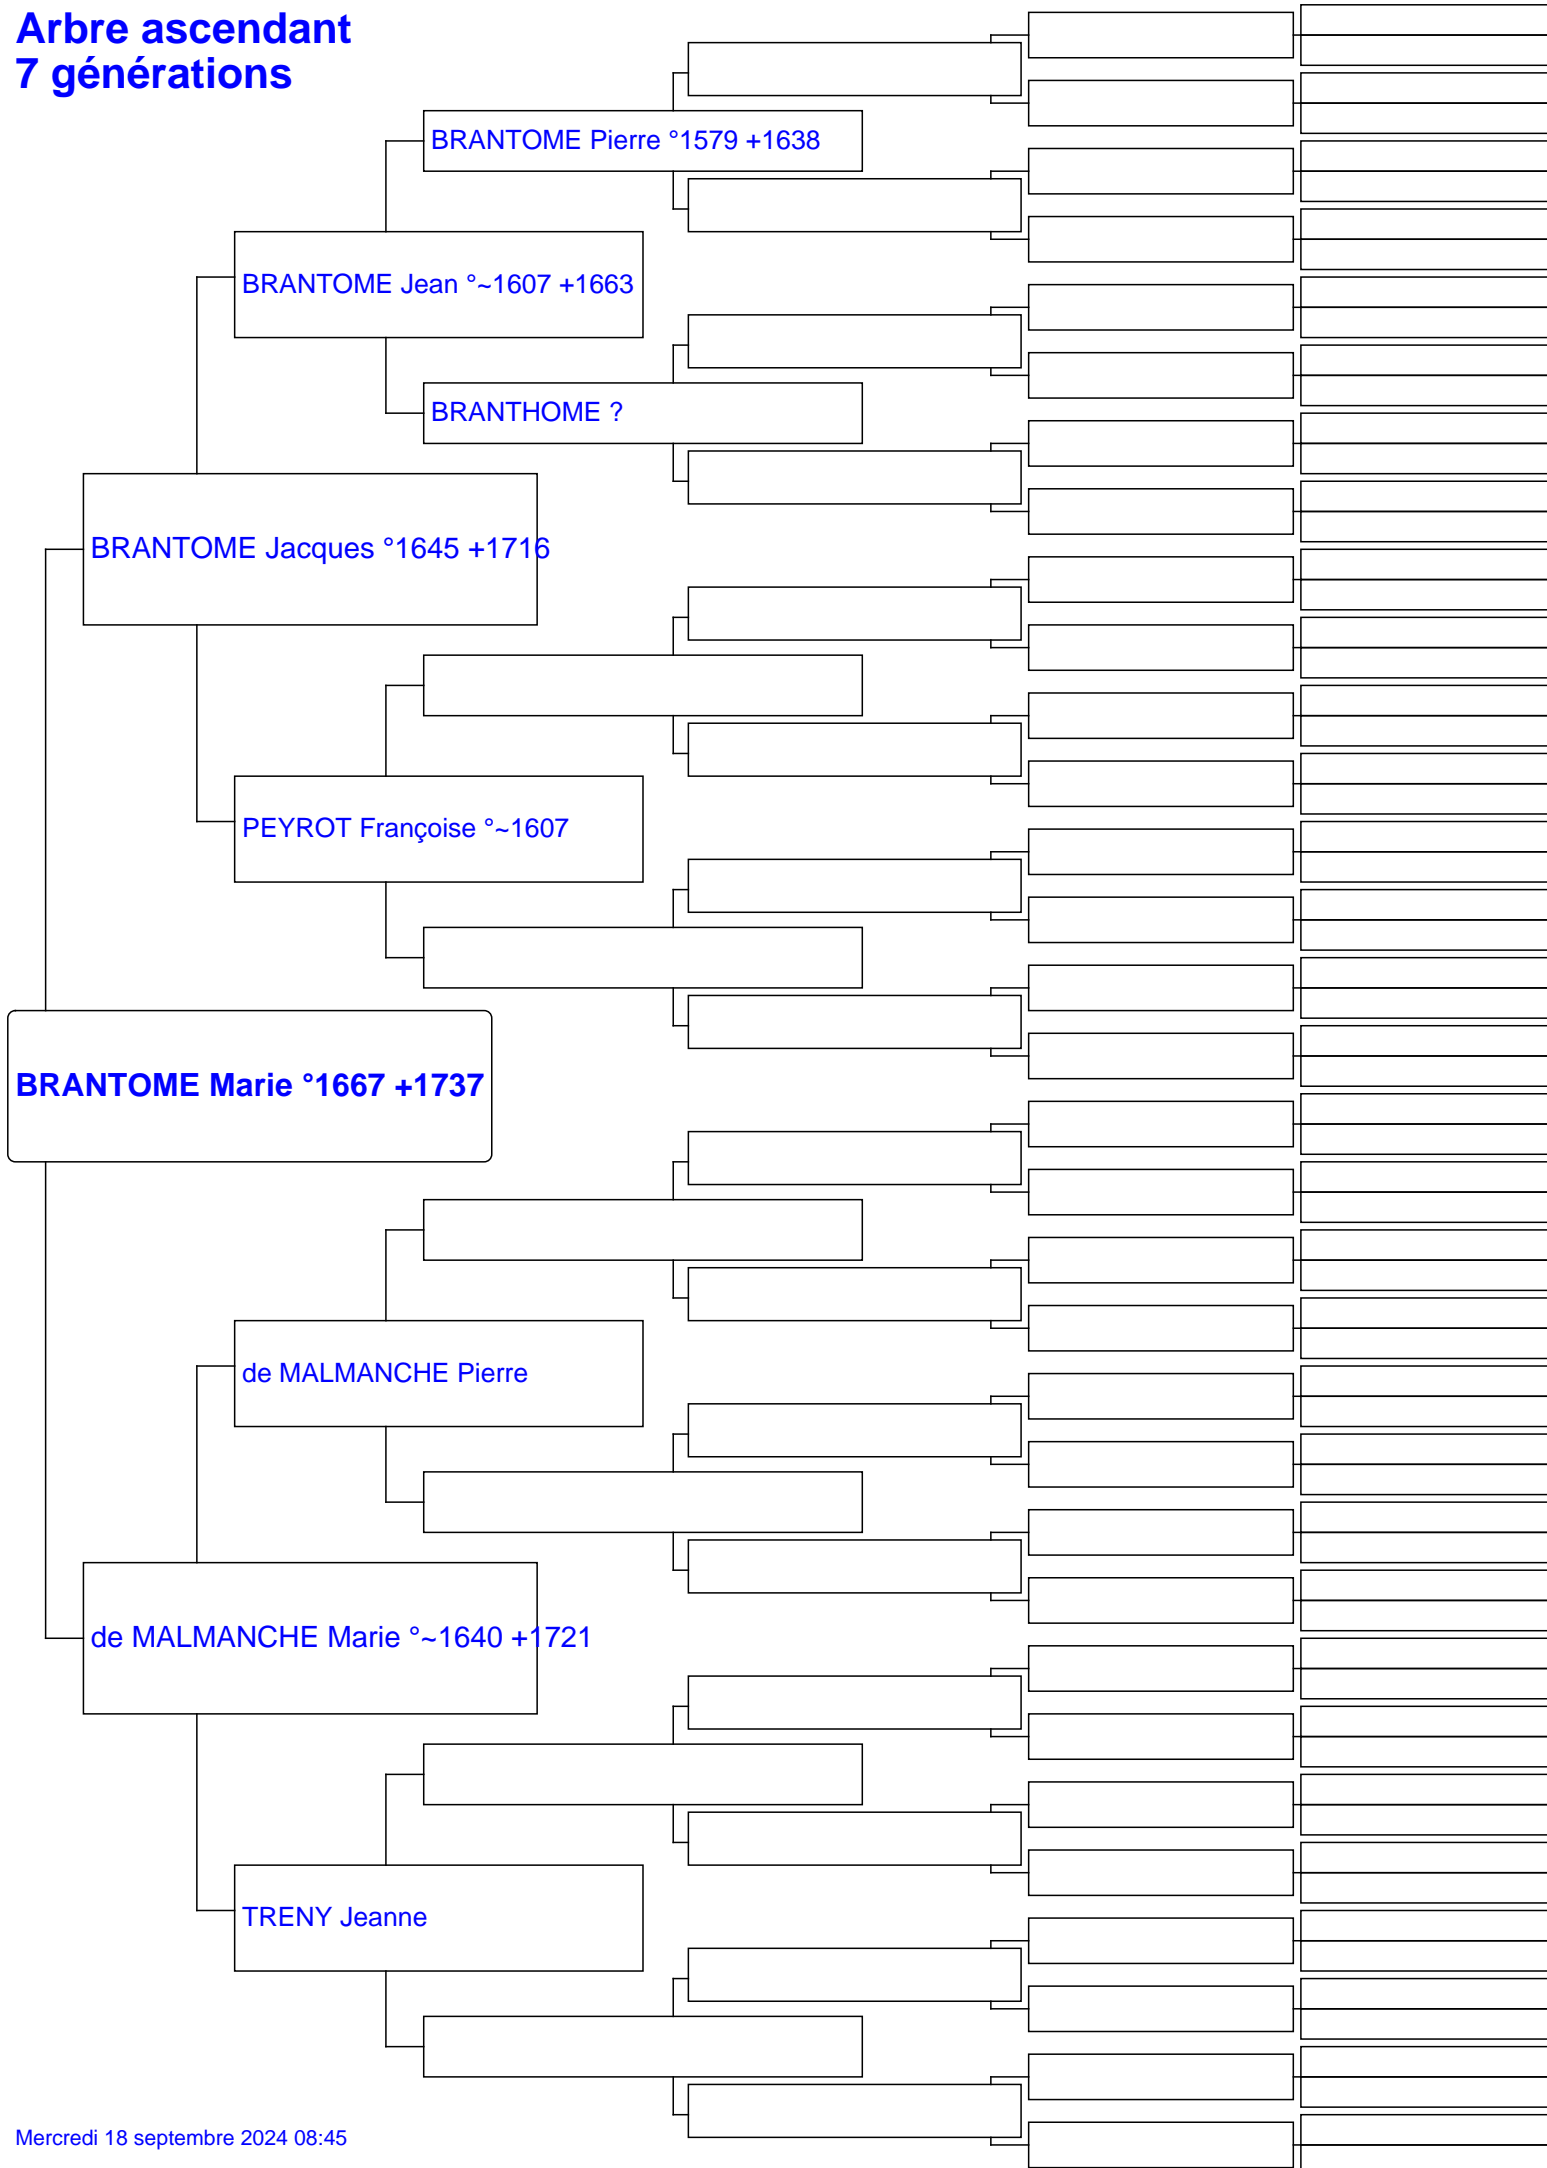 Arbre ascendant
7 générations
BRANTOME Pierre °1579 +1638
BRANTOME Jean °~1607 +1663
BRANTHOME ?
BRANTOME Jacques °1645 +1716
PEYROT Françoise °~1607
BRANTOME Marie °1667 +1737
de MALMANCHE Pierre
de MALMANCHE Marie °~1640 +1721
TRENY Jeanne
Mercredi 18 septembre 2024 08:45